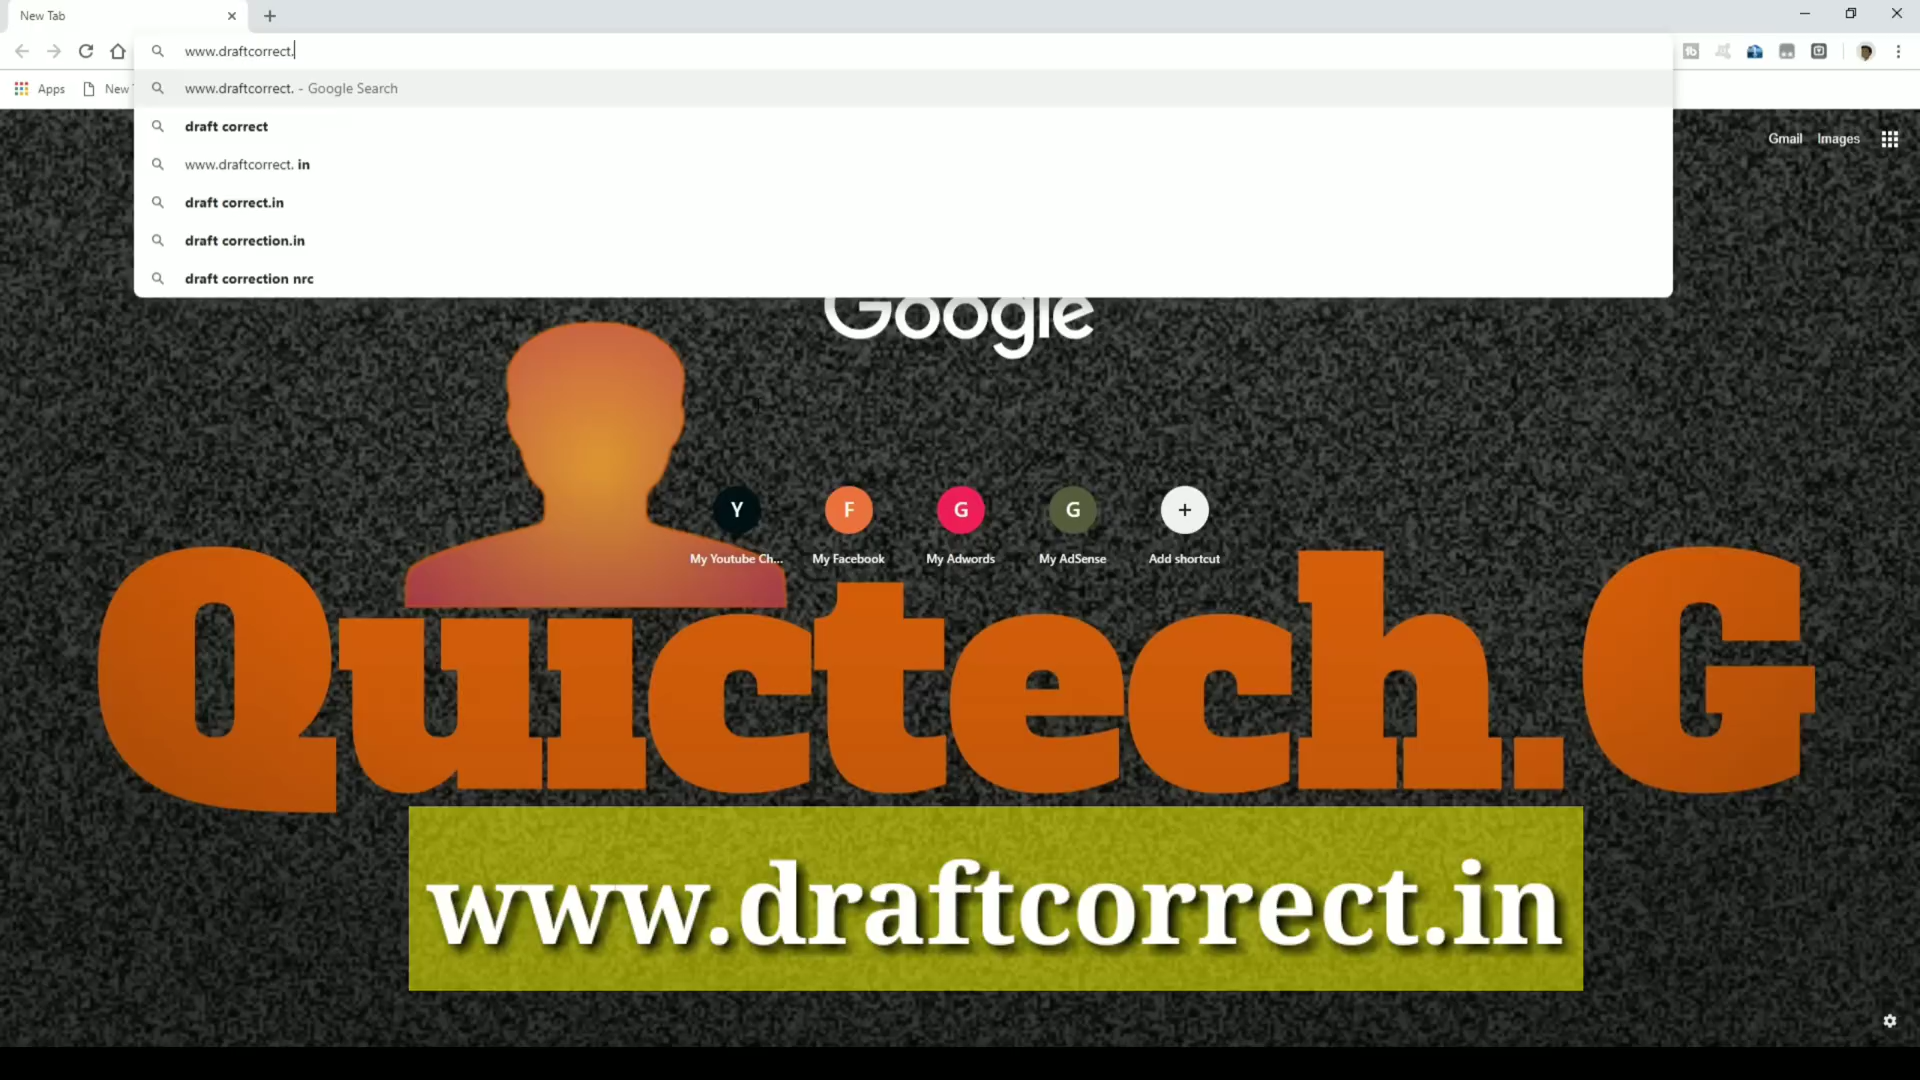 New Tab
www.draftcorrect.
Apps
New
www.draftcorrect. - Google Search
draft correct
www.draftcorrect. in
draft correct.in
draft correction.in
draft correction nrc
Gmail Images
Google
Y F G G +
My Youtube Ch... My Facebook My Adwords My AdSense Add shortcut
Quictech.G
www.draftcorrect.in